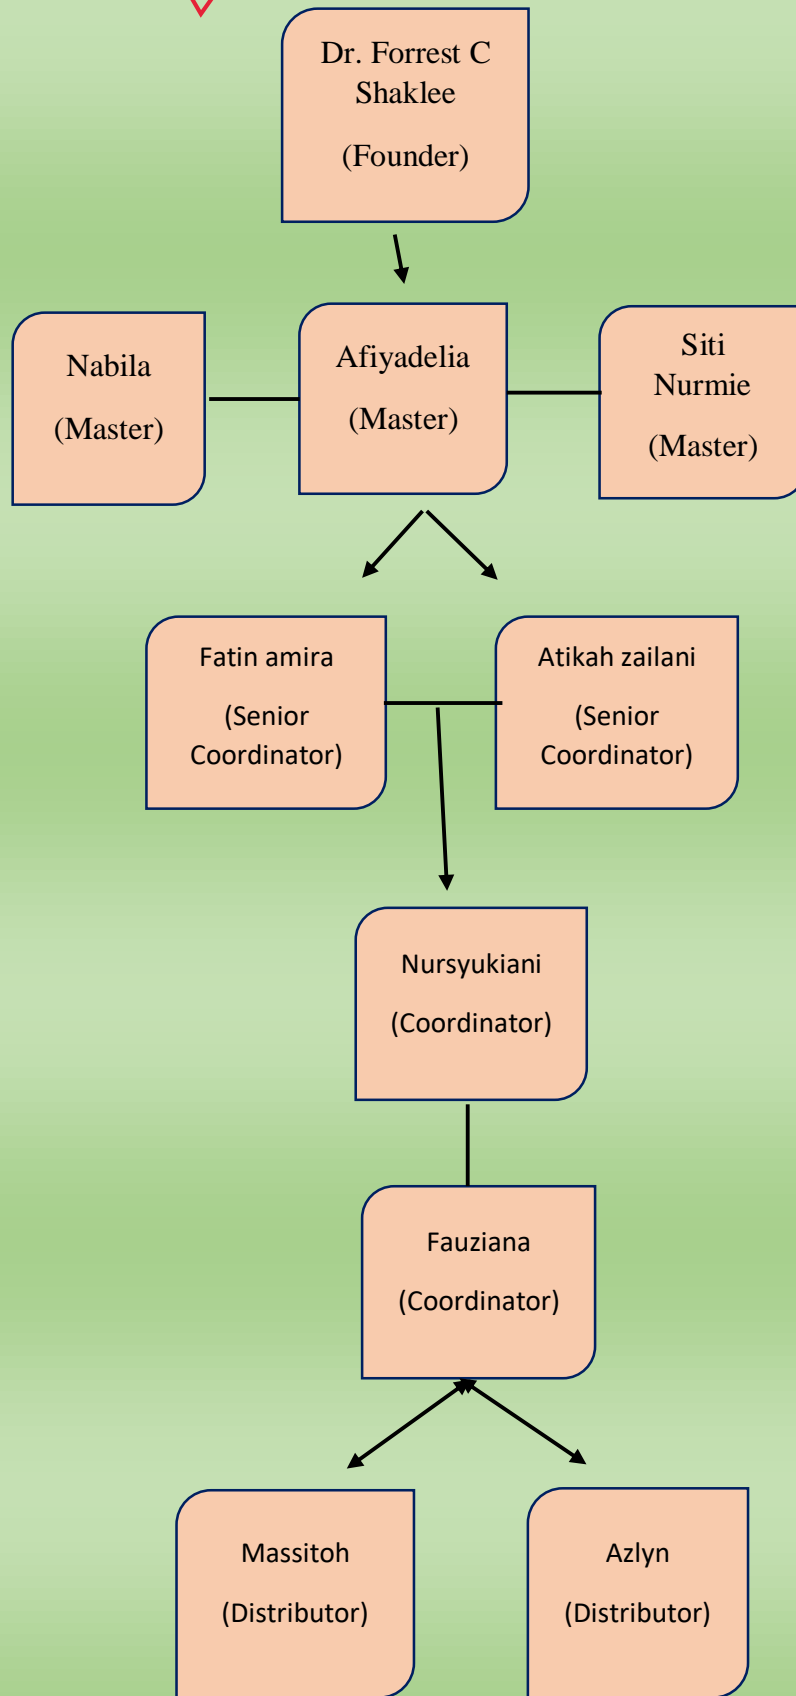 Dr. Forrest C
Shaklee
(Founder)
Nabila
(Master)
Afiyadelia
(Master)
Siti
Nurmie
(Master)
Fatin amira
(Senior
Coordinator)
Atikah zailani
(Senior
Coordinator)
Nursyukiani
(Coordinator)
Fauziana
(Coordinator)
Massitoh
(Distributor)
Azlyn
(Distributor)